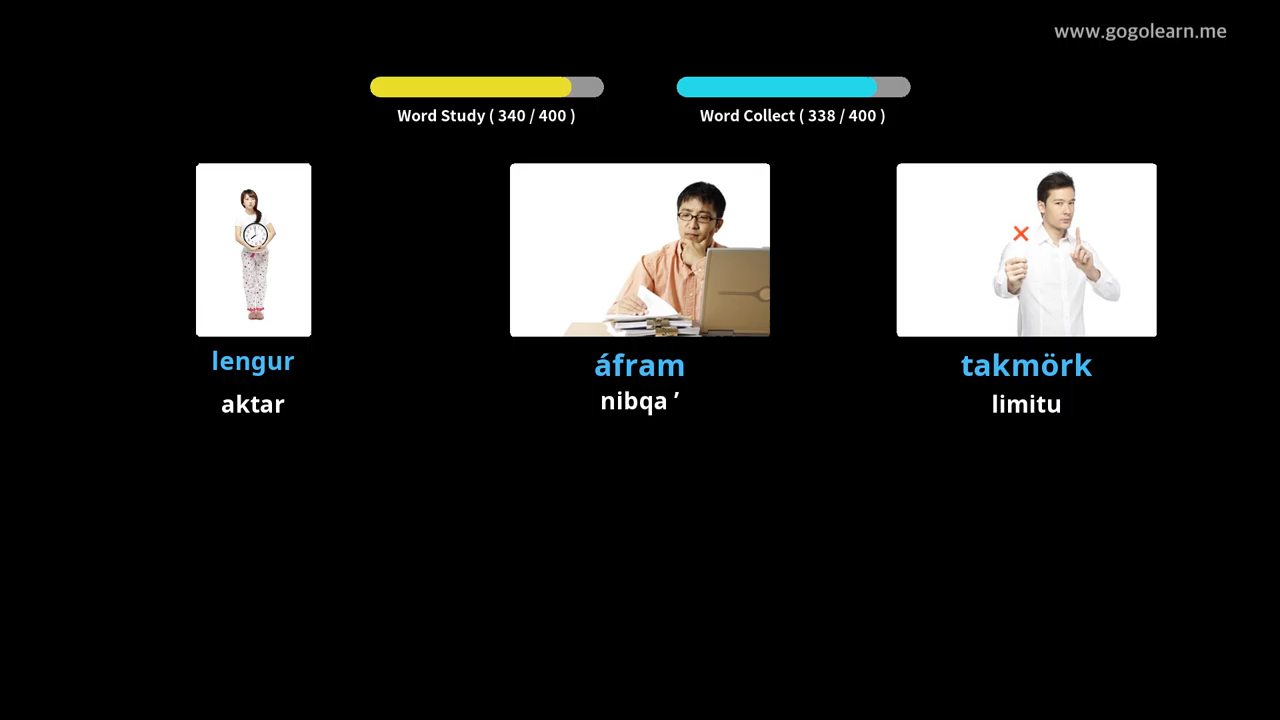 www.gogolearn.me
Word Study ( 340 / 400 )
Word Collect ( 338 / 400 )
lengur
aktar
áfram
nibqa ’
takmörk
limitu